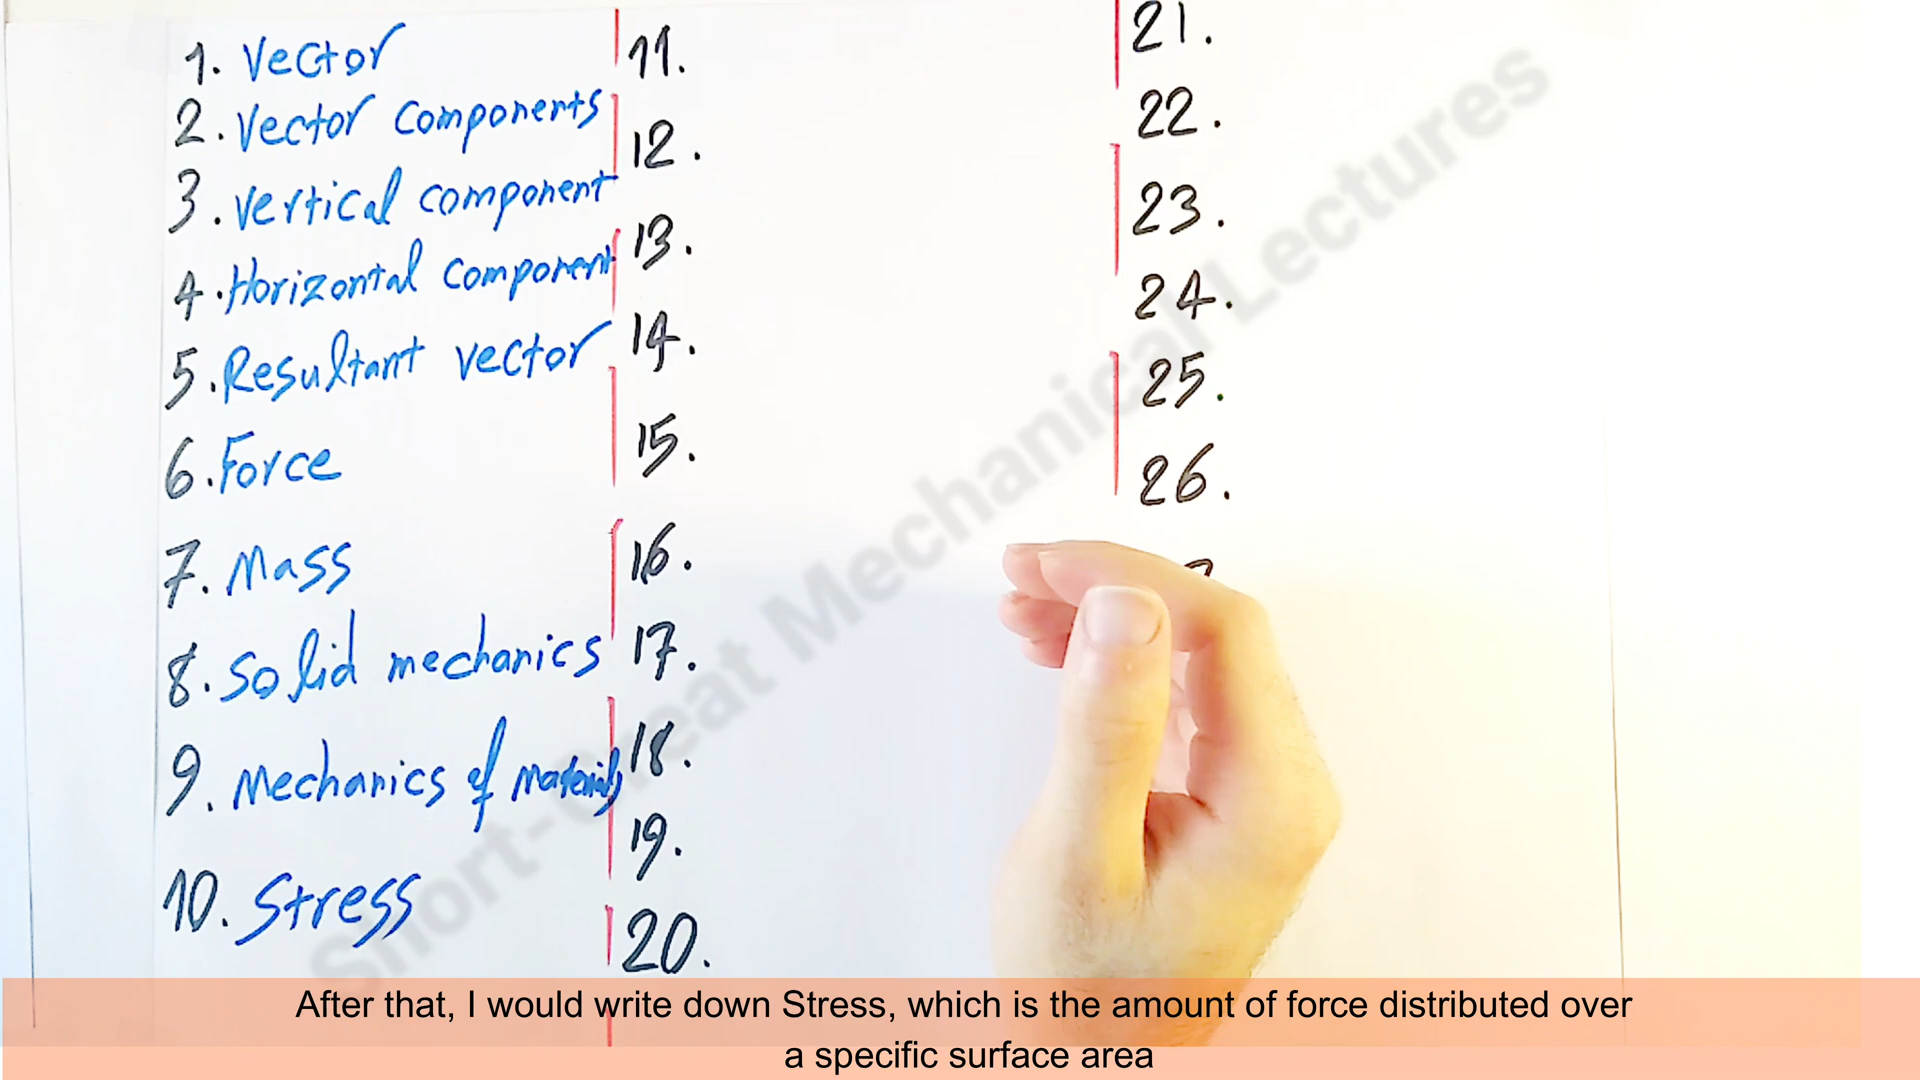 1. Vector
2. Vector components
3. Vertical component
4. Horizontal component
5. Resultant vector
6. Force
7. Mass
8. Solid mechanics
9. Mechanics of materials
10. Stress
11.
12.
13.
14.
15.
16.
17.
18.
19.
20.
21.
22.
23.
24.
25.
26.
Short-Great Mechanical Lectures
After that, I would write down Stress, which is the amount of force distributed over
a specific surface area